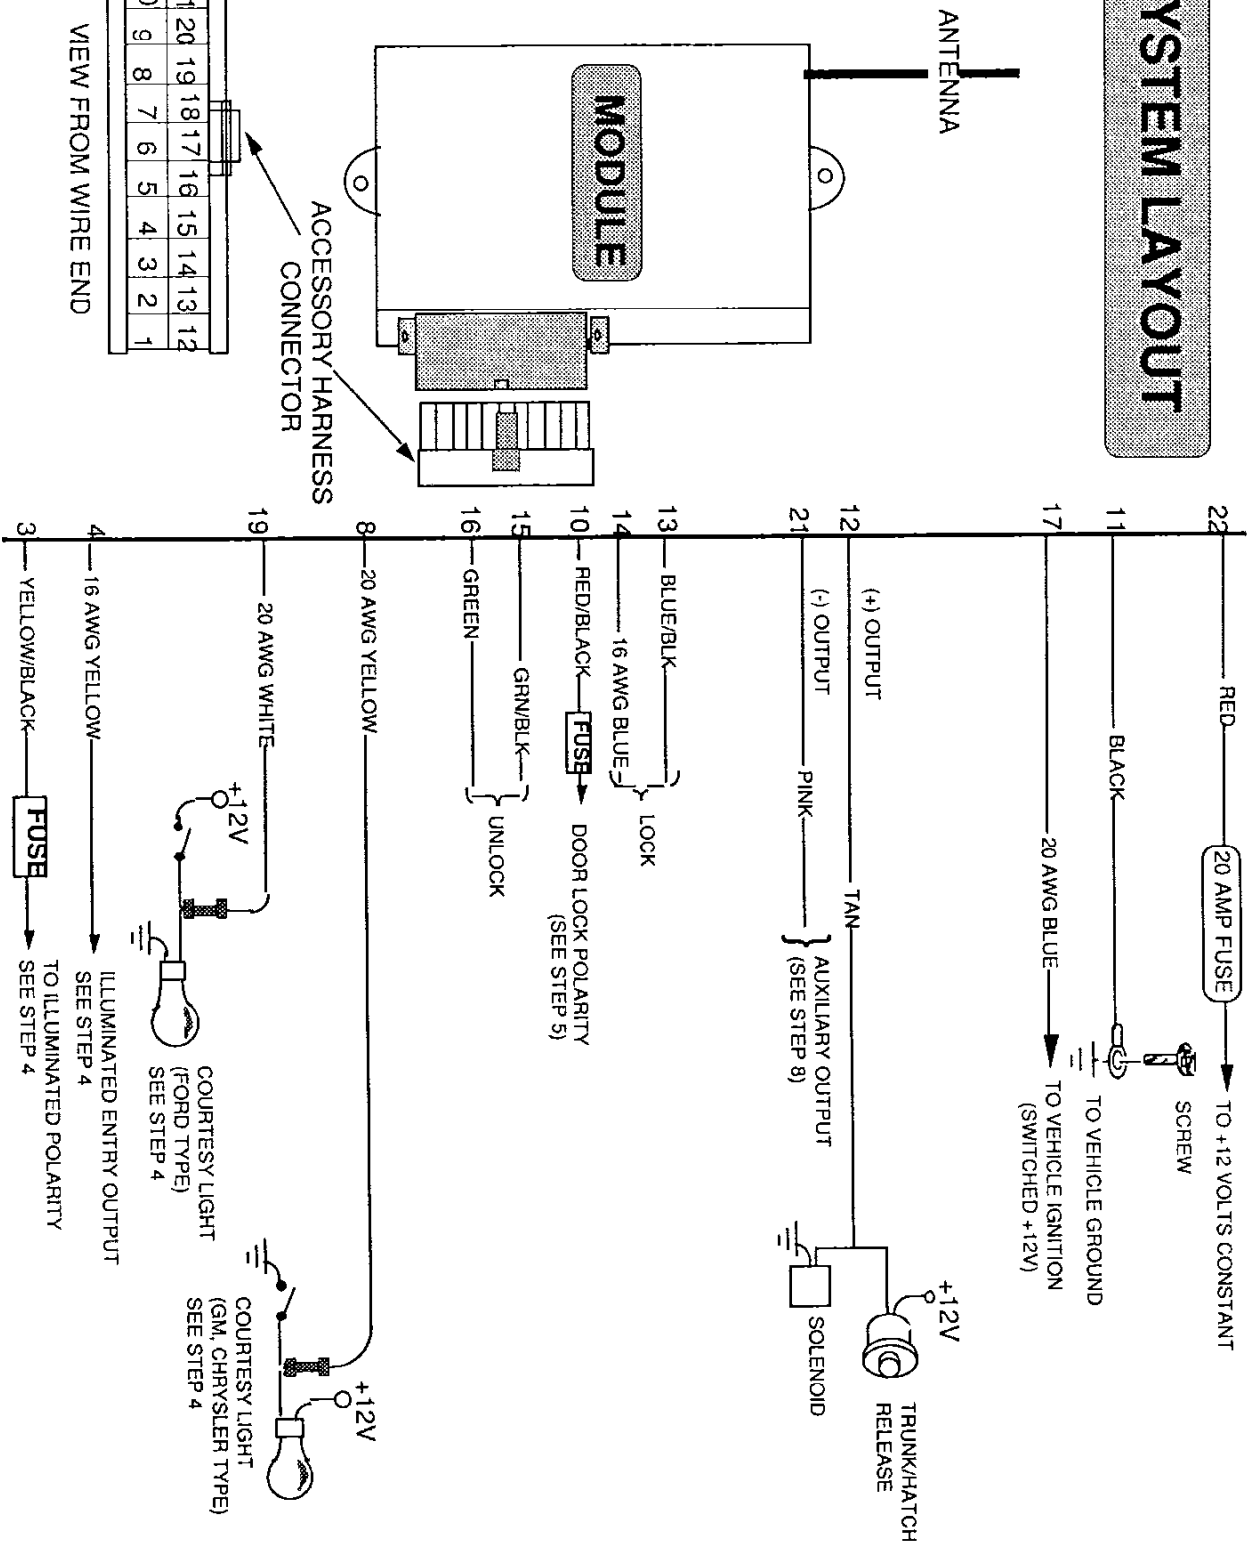 YSTEM LAYOUT
ANTENNA
MODULE
ACCESSORY HARNESS
CONNECTOR
20 19 18 17 16 15 14 13 12
9 8 7 6 5 4 3 2 1
VIEW FROM WIRE END
22 RED 20 AMP FUSE TO +12 VOLTS CONSTANT
SCREW
11 BLACK TO VEHICLE GROUND
17 20 AWG BLUE TO VEHICLE IGNITION
(SWITCHED +12V)
+12V
TRUNK/HATCH
RELEASE
(+) OUTPUT
12 TAN
SOLENOID
21 (-) OUTPUT PINK AUXILIARY OUTPUT
(SEE STEP 8)
13 BLUE/BLK
LOCK
14 16 AWG BLUE
10 RED/BLACK FUSE DOOR LOCK POLARITY
(SEE STEP 5)
15 GRN/BLK
UNLOCK
16 GREEN
8 20 AWG YELLOW
+12V
COURTESY LIGHT
(GM, CHRYSLER TYPE)
SEE STEP 4
19 20 AWG WHITE
+12V
COURTESY LIGHT
(FORD TYPE)
SEE STEP 4
4 16 AWG YELLOW ILLUMINATED ENTRY OUTPUT
SEE STEP 4
3 YELLOW/BLACK FUSE TO ILLUMINATED POLARITY
SEE STEP 4